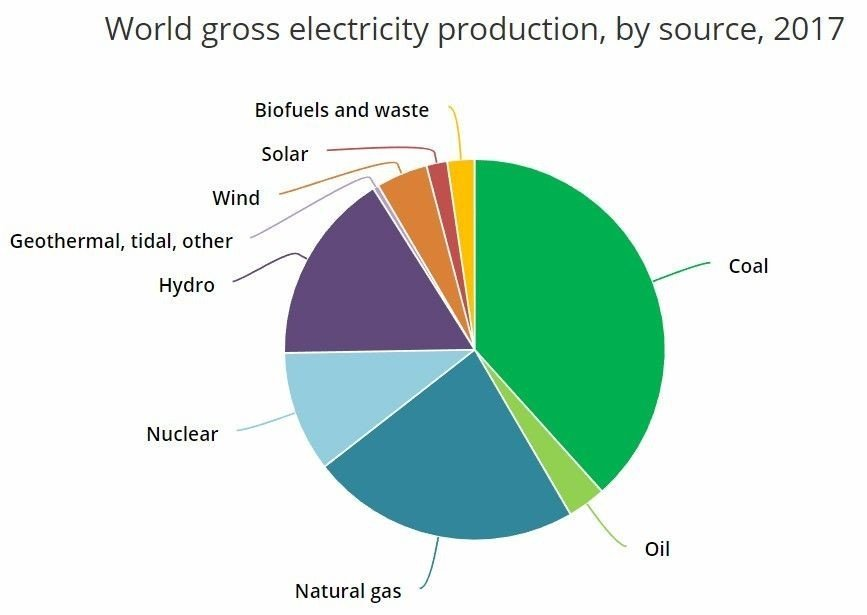 World gross electricity production, by source, 2017
Biofuels and waste
Solar
Wind
Geothermal, tidal, other
Hydro
Coal
Nuclear
Oil
Natural gas